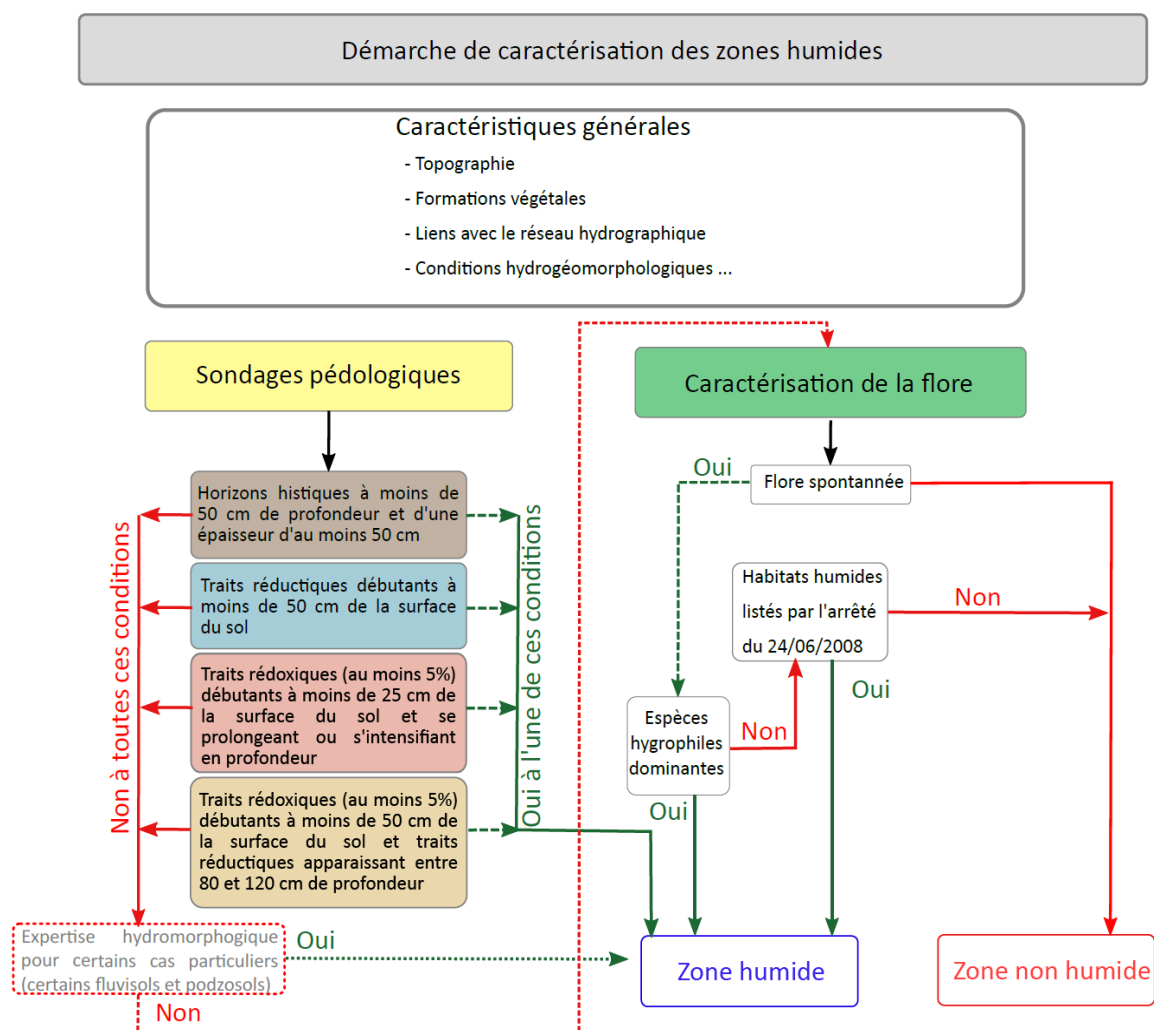 Démarche de caractérisation des zones humides
Caractéristiques générales
- Topographie
- Formations végétales
- Liens avec le réseau hydrographique
- Conditions hydrogéomorphologiques ...
Sondages pédologiques
Horizons histiques à moins de
50 cm de profondeur et d'une
épaisseur d'au moins 50 cm
Traits réductiques débutants à
moins de 50 cm de la surface
du sol
Traits rédoxiques (au moins 5%)
débutants à moins de 25 cm de
la surface du sol et se
prolongeant ou s'intensifiant
en profondeur
Traits rédoxiques (au moins 5%)
débutants à moins de 50 cm de
la surface du sol et traits
réductiques apparaissant entre
80 et 120 cm de profondeur
Non à toutes ces conditions
Oui à l'une de ces conditions
Expertise hydromorphogique
pour certains cas particuliers
(certains fluvisols et podzosols)
Oui
Non
Caractérisation de la flore
Oui
Flore spontannée
Habitats humides
listés par l'arrêté
du 24/06/2008
Non
Oui
Espèces
hygrophiles
dominantes
Non
Oui
Zone humide
Zone non humide